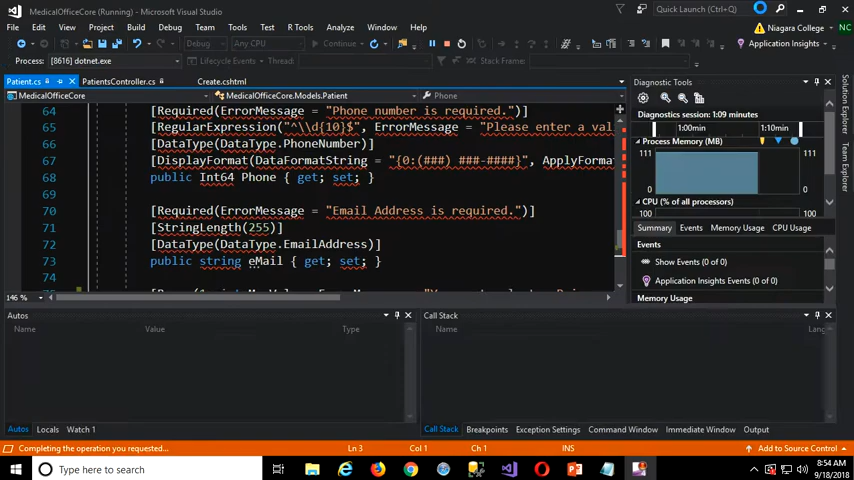 MedicalOfficeCore - Microsoft Visual Studio
Quick Launch (Ctrl+Q)
File Edit View Project Build Debug Team Tools Test R Tools Analyze Window Help
Niagara College NC
Debug Any CPU Continue
Application Insights
Process: [8616] dotnet.exe Lifecycle Events Thread: Stack Frame:
Patient.cs PatientsController.cs Create.cshtml
MedicalOfficeCore MedicalOfficeCore.Models.Patient Phone
64 [Required(ErrorMessage = "Phone number is required.")]
65 [RegularExpression("^\\d{10}$", ErrorMessage = "Please enter a val
66 [DataType(DataType.PhoneNumber)]
67 [DisplayFormat(DataFormatString = "{0:(###) ###-####}", ApplyFormat
68 public Int64 Phone { get; set; }
69
70 [Required(ErrorMessage = "Email Address is required.")]
71 [StringLength(255)]
72 [DataType(DataType.EmailAddress)]
73 public string eMail { get; set; }
74
146 %
Diagnostic Tools
Diagnostics session: 1:09 minutes
1:00min 1:10min
Process Memory (MB)
111 111
0 0
CPU (% of all processors)
100 100
Summary Events Memory Usage CPU Usage
Events
Show Events (0 of 0)
Application Insights Events (0 of 0)
Memory Usage
Solution Explorer
Team Explorer
Autos
Name Value Type
Call Stack
Name Lang
Autos Locals Watch 1
Call Stack Breakpoints Exception Settings Command Window Immediate Window Output
Completing the operation you requested... Ln 3 Col 1 Ch 1 INS Add to Source Control
Type here to search
8:54 AM
9/18/2018